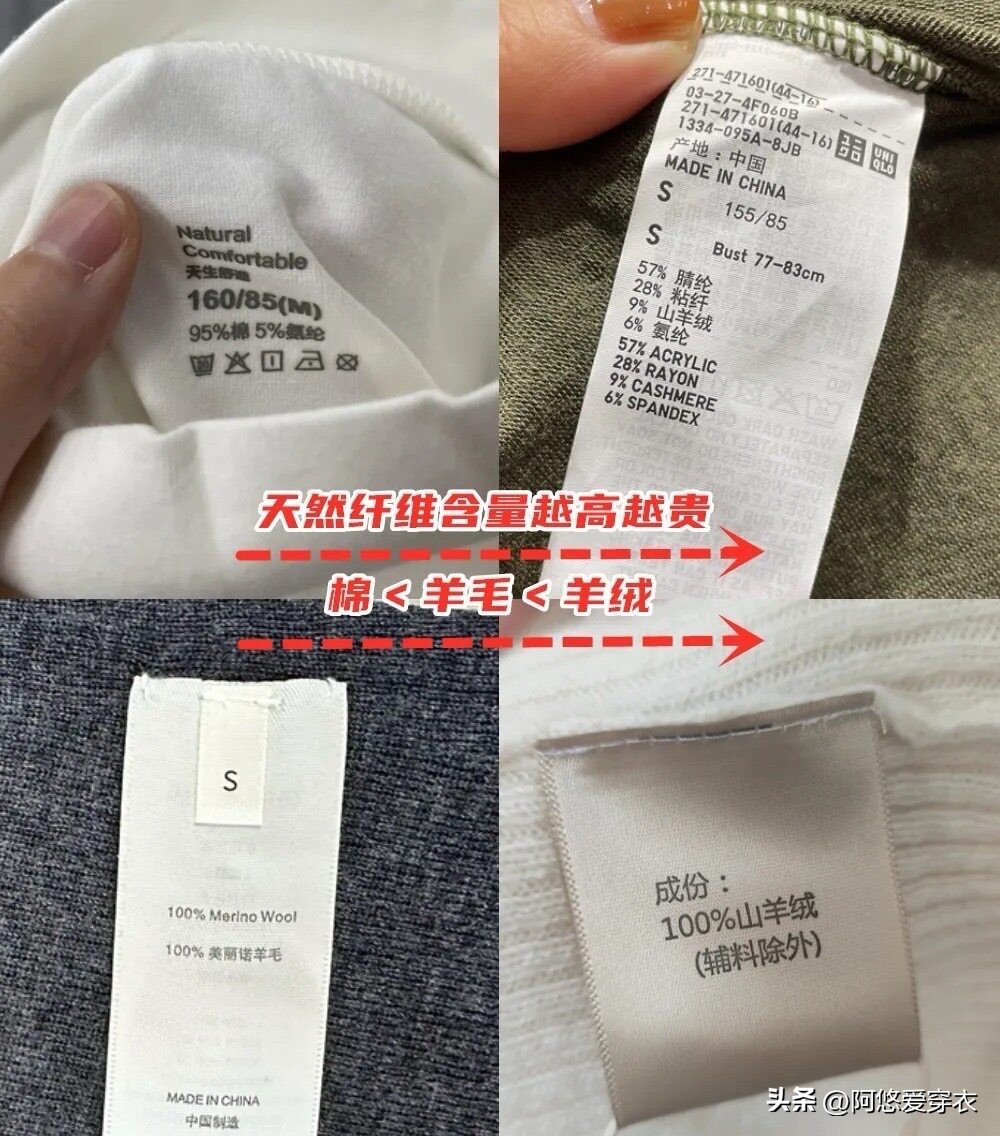 Natural
Comfortable
160/85(M)
95%棉 5%氨纶
271-471601(44-16)
03-27-4F060B
271-471601(44-16)
1334-095A-8JB
UNI
QLO
产地：中国
MADE IN CHINA
S
155/85
S
Bust 77-83cm
57% 腈纶
28% 粘纤
9% 山羊绒
6% 氨纶
57% ACRYLIC
28% RAYON
9% CASHMERE
6% SPANDEX
天然纤维含量越高越贵
棉<羊毛<羊绒
S
100% Merino Wool
100% 美丽诺羊毛
MADE IN CHINA
中国制造
成份：
100%山羊绒
(辅料除外)
头条 @阿悠爱穿衣